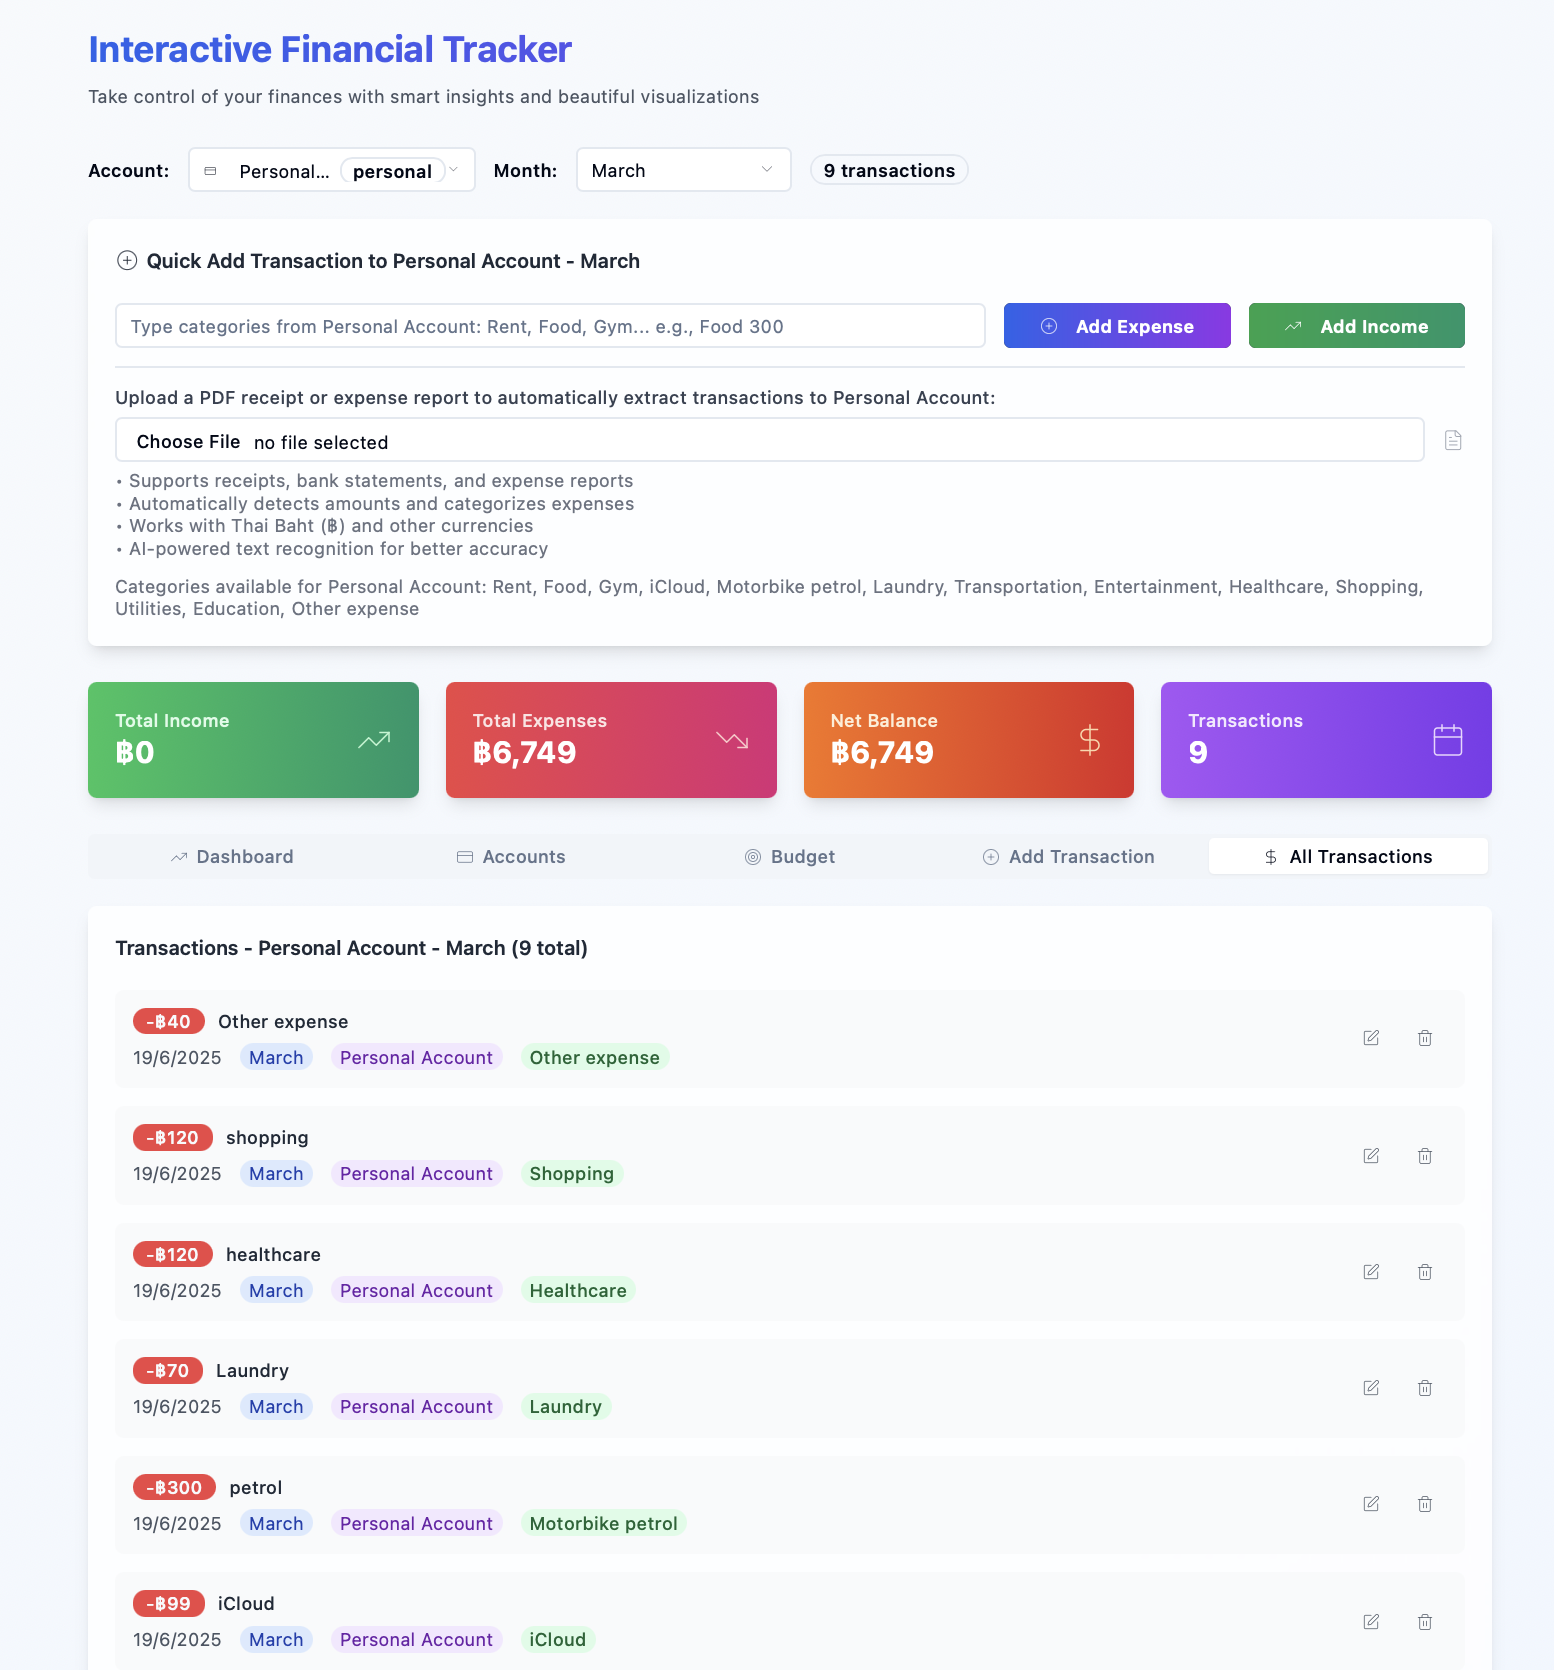 Interactive Financial Tracker
Take control of your finances with smart insights and beautiful visualizations
Account: Personal... personal Month: March 9 transactions
Quick Add Transaction to Personal Account - March
Type categories from Personal Account: Rent, Food, Gym... e.g., Food 300 Add Expense Add Income
Upload a PDF receipt or expense report to automatically extract transactions to Personal Account:
Choose File no file selected
• Supports receipts, bank statements, and expense reports
• Automatically detects amounts and categorizes expenses
• Works with Thai Baht (฿) and other currencies
• AI-powered text recognition for better accuracy
Categories available for Personal Account: Rent, Food, Gym, iCloud, Motorbike petrol, Laundry, Transportation, Entertainment, Healthcare, Shopping,
Utilities, Education, Other expense
Total Income Total Expenses Net Balance Transactions
฿0 ฿6,749 ฿6,749 9
Dashboard Accounts Budget Add Transaction $ All Transactions
Transactions - Personal Account - March (9 total)
-฿40 Other expense
19/6/2025 March Personal Account Other expense
-฿120 shopping
19/6/2025 March Personal Account Shopping
-฿120 healthcare
19/6/2025 March Personal Account Healthcare
-฿70 Laundry
19/6/2025 March Personal Account Laundry
-฿300 petrol
19/6/2025 March Personal Account Motorbike petrol
-฿99 iCloud
19/6/2025 March Personal Account iCloud